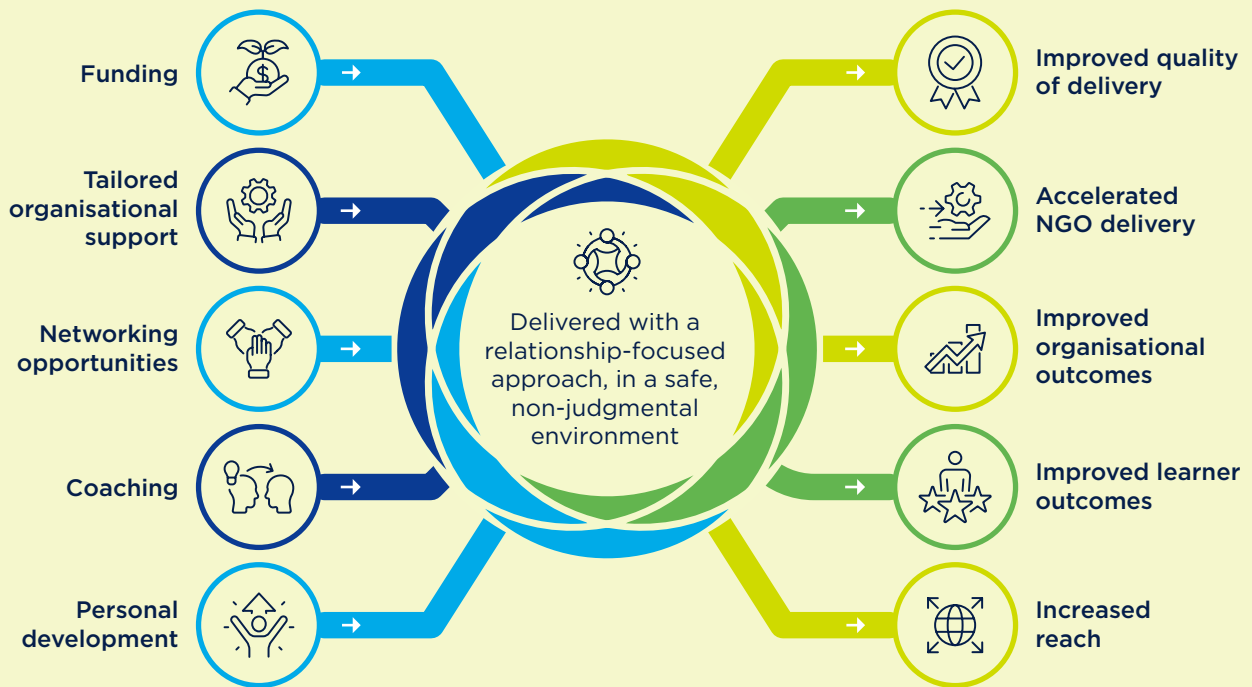 Funding
Tailored
organisational
support
Networking
opportunities
Coaching
Personal
development
$
Delivered with a
relationship-focused
approach, in a safe,
non-judgmental
environment
Improved quality
of delivery
Accelerated
NGO delivery
Improved
organisational
outcomes
Improved learner
outcomes
Increased
reach